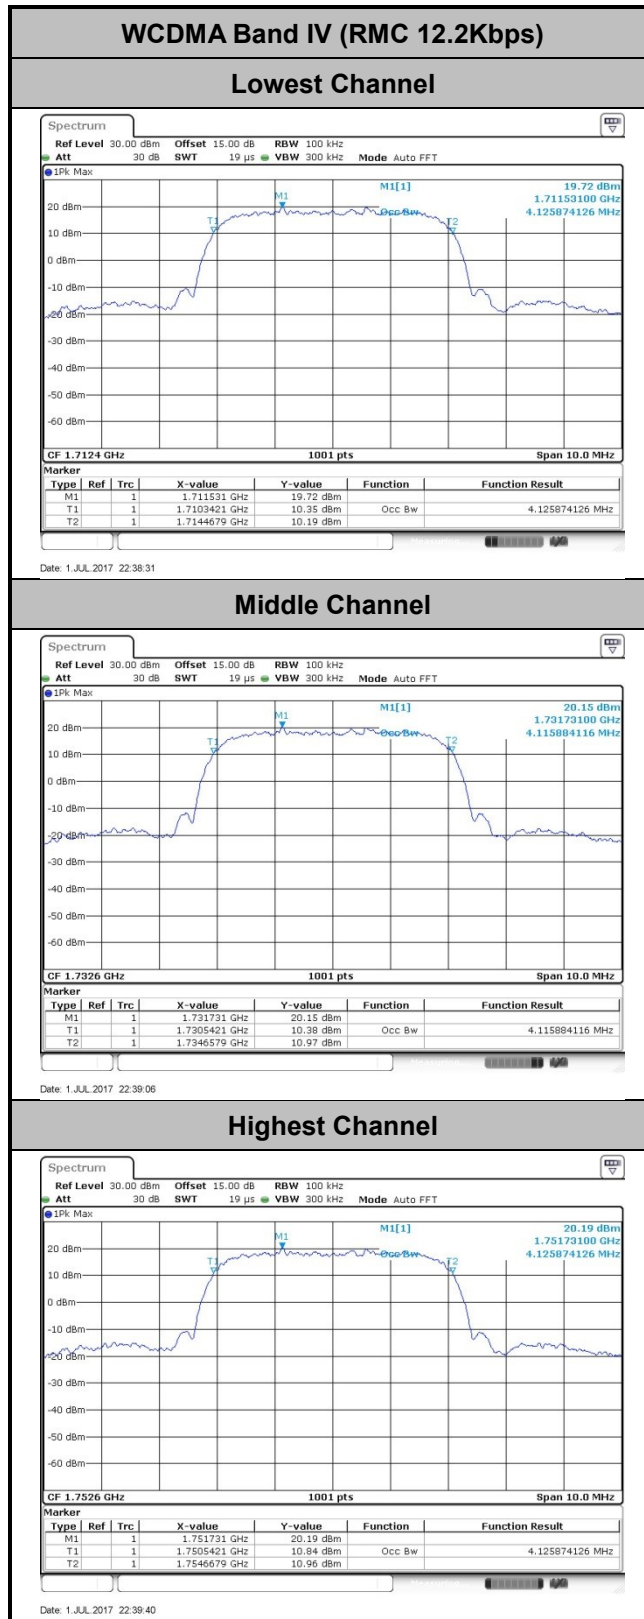 WCDMA Band IV (RMC 12.2Kbps)
Lowest Channel
Spectrum
Ref Level 30.00 dBm Offset 15.00 dB RBW 100 kHz
Att 30 dB SWT 19 µs VBW 300 kHz Mode Auto FFT
1Pk Max
M1[1] 19.72 dBm
1.71153100 GHz
Occ Bw 4.125874126 MHz
M1
T1
T2
20 dBm
10 dBm
0 dBm
-10 dBm
-20 dBm
-30 dBm
-40 dBm
-50 dBm
-60 dBm
CF 1.7124 GHz 1001 pts Span 10.0 MHz
Marker
Type Ref Trc X-value Y-value Function Function Result
M1 1 1.711531 GHz 19.72 dBm
T1 1 1.7103421 GHz 10.35 dBm Occ Bw 4.125874126 MHz
T2 1 1.7144679 GHz 10.19 dBm
Date: 1.JUL.2017 22:38:31
Middle Channel
Spectrum
Ref Level 30.00 dBm Offset 15.00 dB RBW 100 kHz
Att 30 dB SWT 19 µs VBW 300 kHz Mode Auto FFT
1Pk Max
M1[1] 20.15 dBm
1.73173100 GHz
Occ Bw 4.115884116 MHz
M1
T1
T2
20 dBm
10 dBm
0 dBm
-10 dBm
-20 dBm
-30 dBm
-40 dBm
-50 dBm
-60 dBm
CF 1.7326 GHz 1001 pts Span 10.0 MHz
Marker
Type Ref Trc X-value Y-value Function Function Result
M1 1 1.731731 GHz 20.15 dBm
T1 1 1.7305421 GHz 10.38 dBm Occ Bw 4.115884116 MHz
T2 1 1.7346579 GHz 10.97 dBm
Date: 1.JUL.2017 22:39:06
Highest Channel
Spectrum
Ref Level 30.00 dBm Offset 15.00 dB RBW 100 kHz
Att 30 dB SWT 19 µs VBW 300 kHz Mode Auto FFT
1Pk Max
M1[1] 20.19 dBm
1.75173100 GHz
Occ Bw 4.125874126 MHz
M1
T1
T2
20 dBm
10 dBm
0 dBm
-10 dBm
-20 dBm
-30 dBm
-40 dBm
-50 dBm
-60 dBm
CF 1.7526 GHz 1001 pts Span 10.0 MHz
Marker
Type Ref Trc X-value Y-value Function Function Result
M1 1 1.751731 GHz 20.19 dBm
T1 1 1.7505421 GHz 10.84 dBm Occ Bw 4.125874126 MHz
T2 1 1.7546679 GHz 10.96 dBm
Date: 1.JUL.2017 22:39:40